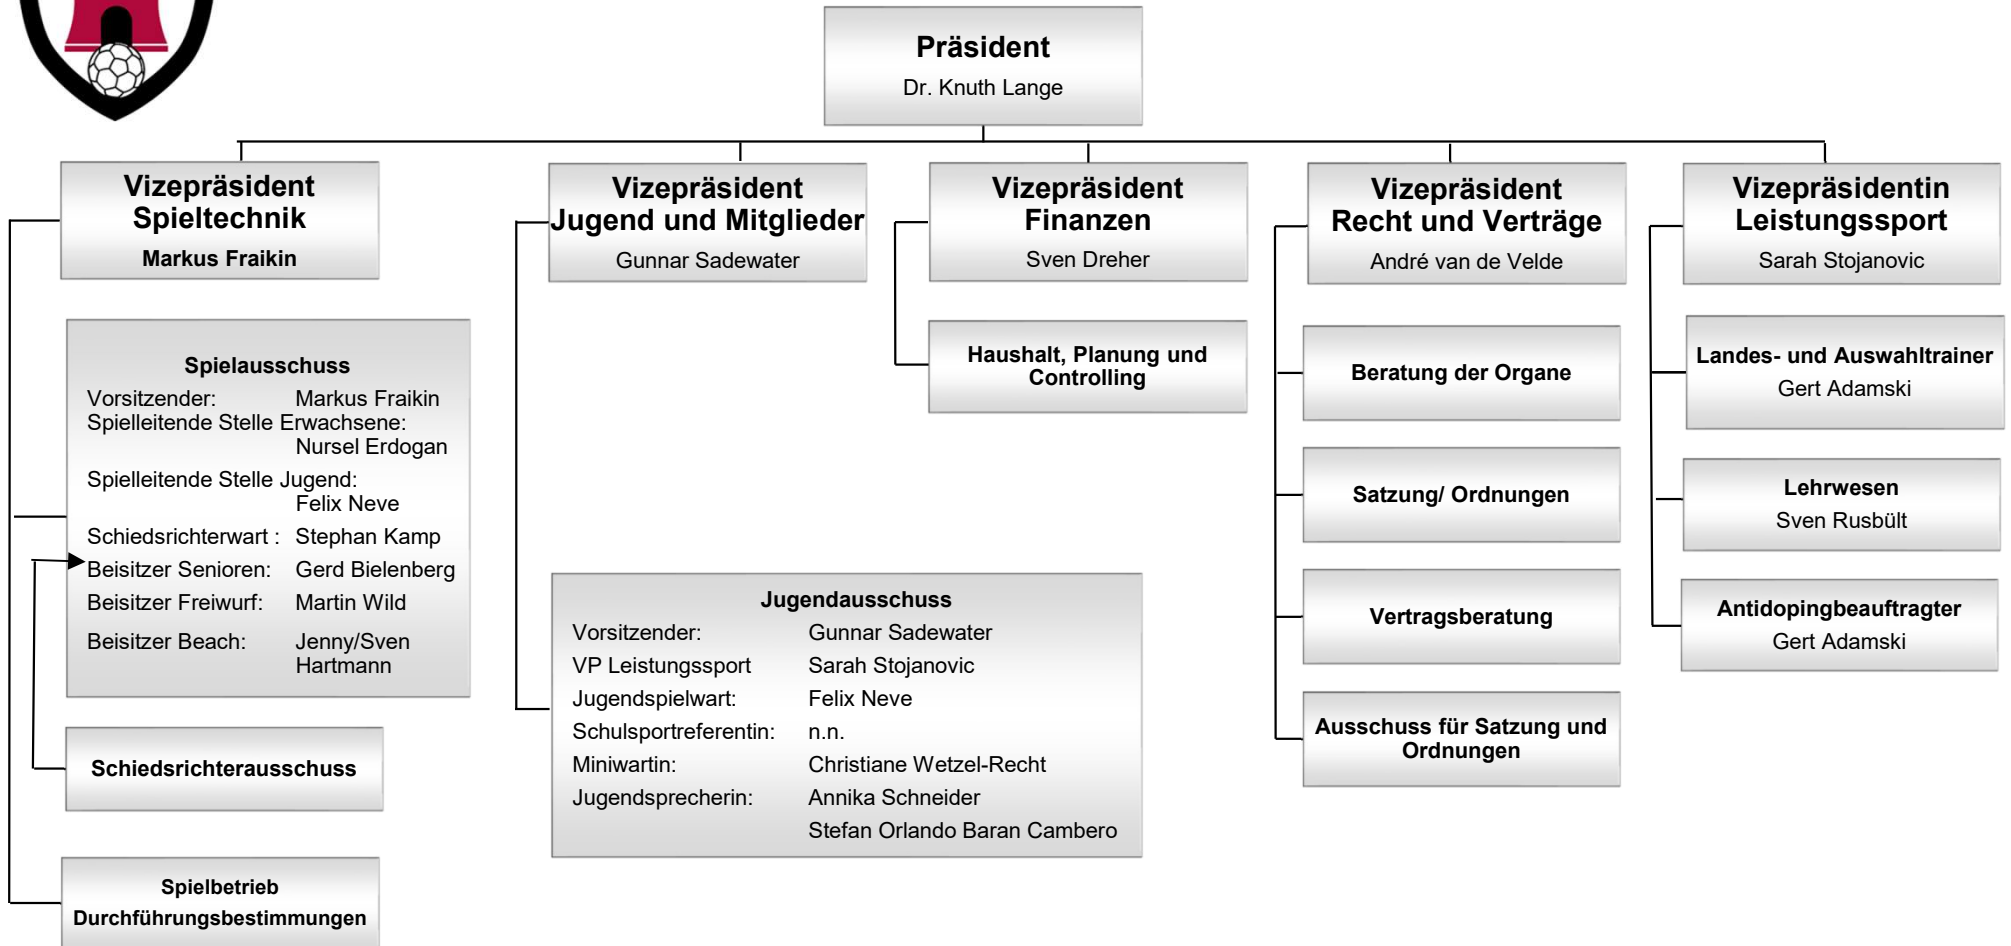 Präsident
Dr. Knuth Lange
Vizepräsident
Spieltechnik
Markus Fraikin
Vizepräsident
Jugend und Mitglieder
Gunnar Sadewater
Vizepräsident
Finanzen
Sven Dreher
Vizepräsident
Recht und Verträge
André van de Velde
Vizepräsidentin
Leistungssport
Sarah Stojanovic
Spielausschuss
Vorsitzender: Markus Fraikin
Spielleitende Stelle Erwachsene:
Nursel Erdogan
Spielleitende Stelle Jugend:
Felix Neve
Schiedsrichterwart : Stephan Kamp
Beisitzer Senioren: Gerd Bielenberg
Beisitzer Freiwurf: Martin Wild
Beisitzer Beach: Jenny/Sven
Hartmann
Schiedsrichterausschuss
Spielbetrieb
Durchführungsbestimmungen
Jugendausschuss
Vorsitzender: Gunnar Sadewater
VP Leistungssport Sarah Stojanovic
Jugendspielwart: Felix Neve
Schulsportreferentin: n.n.
Miniwartin: Christiane Wetzel-Recht
Jugendsprecherin: Annika Schneider
Stefan Orlando Baran Cambero
Haushalt, Planung und
Controlling
Beratung der Organe
Satzung/ Ordnungen
Vertragsberatung
Ausschuss für Satzung und
Ordnungen
Landes- und Auswahltrainer
Gert Adamski
Lehrwesen
Sven Rusbült
Antidopingbeauftragter
Gert Adamski